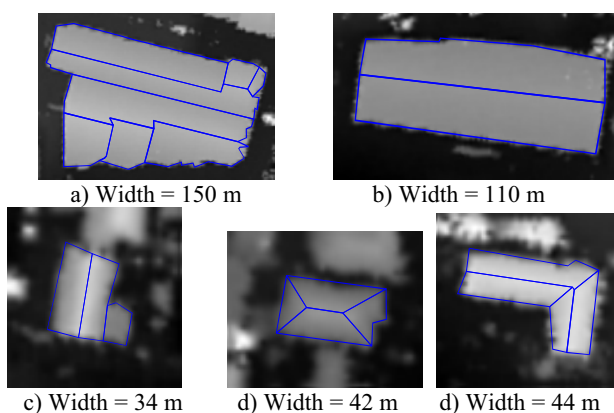 a) Width = 150 m
b) Width = 110 m
c) Width = 34 m
d) Width = 42 m
d) Width = 44 m